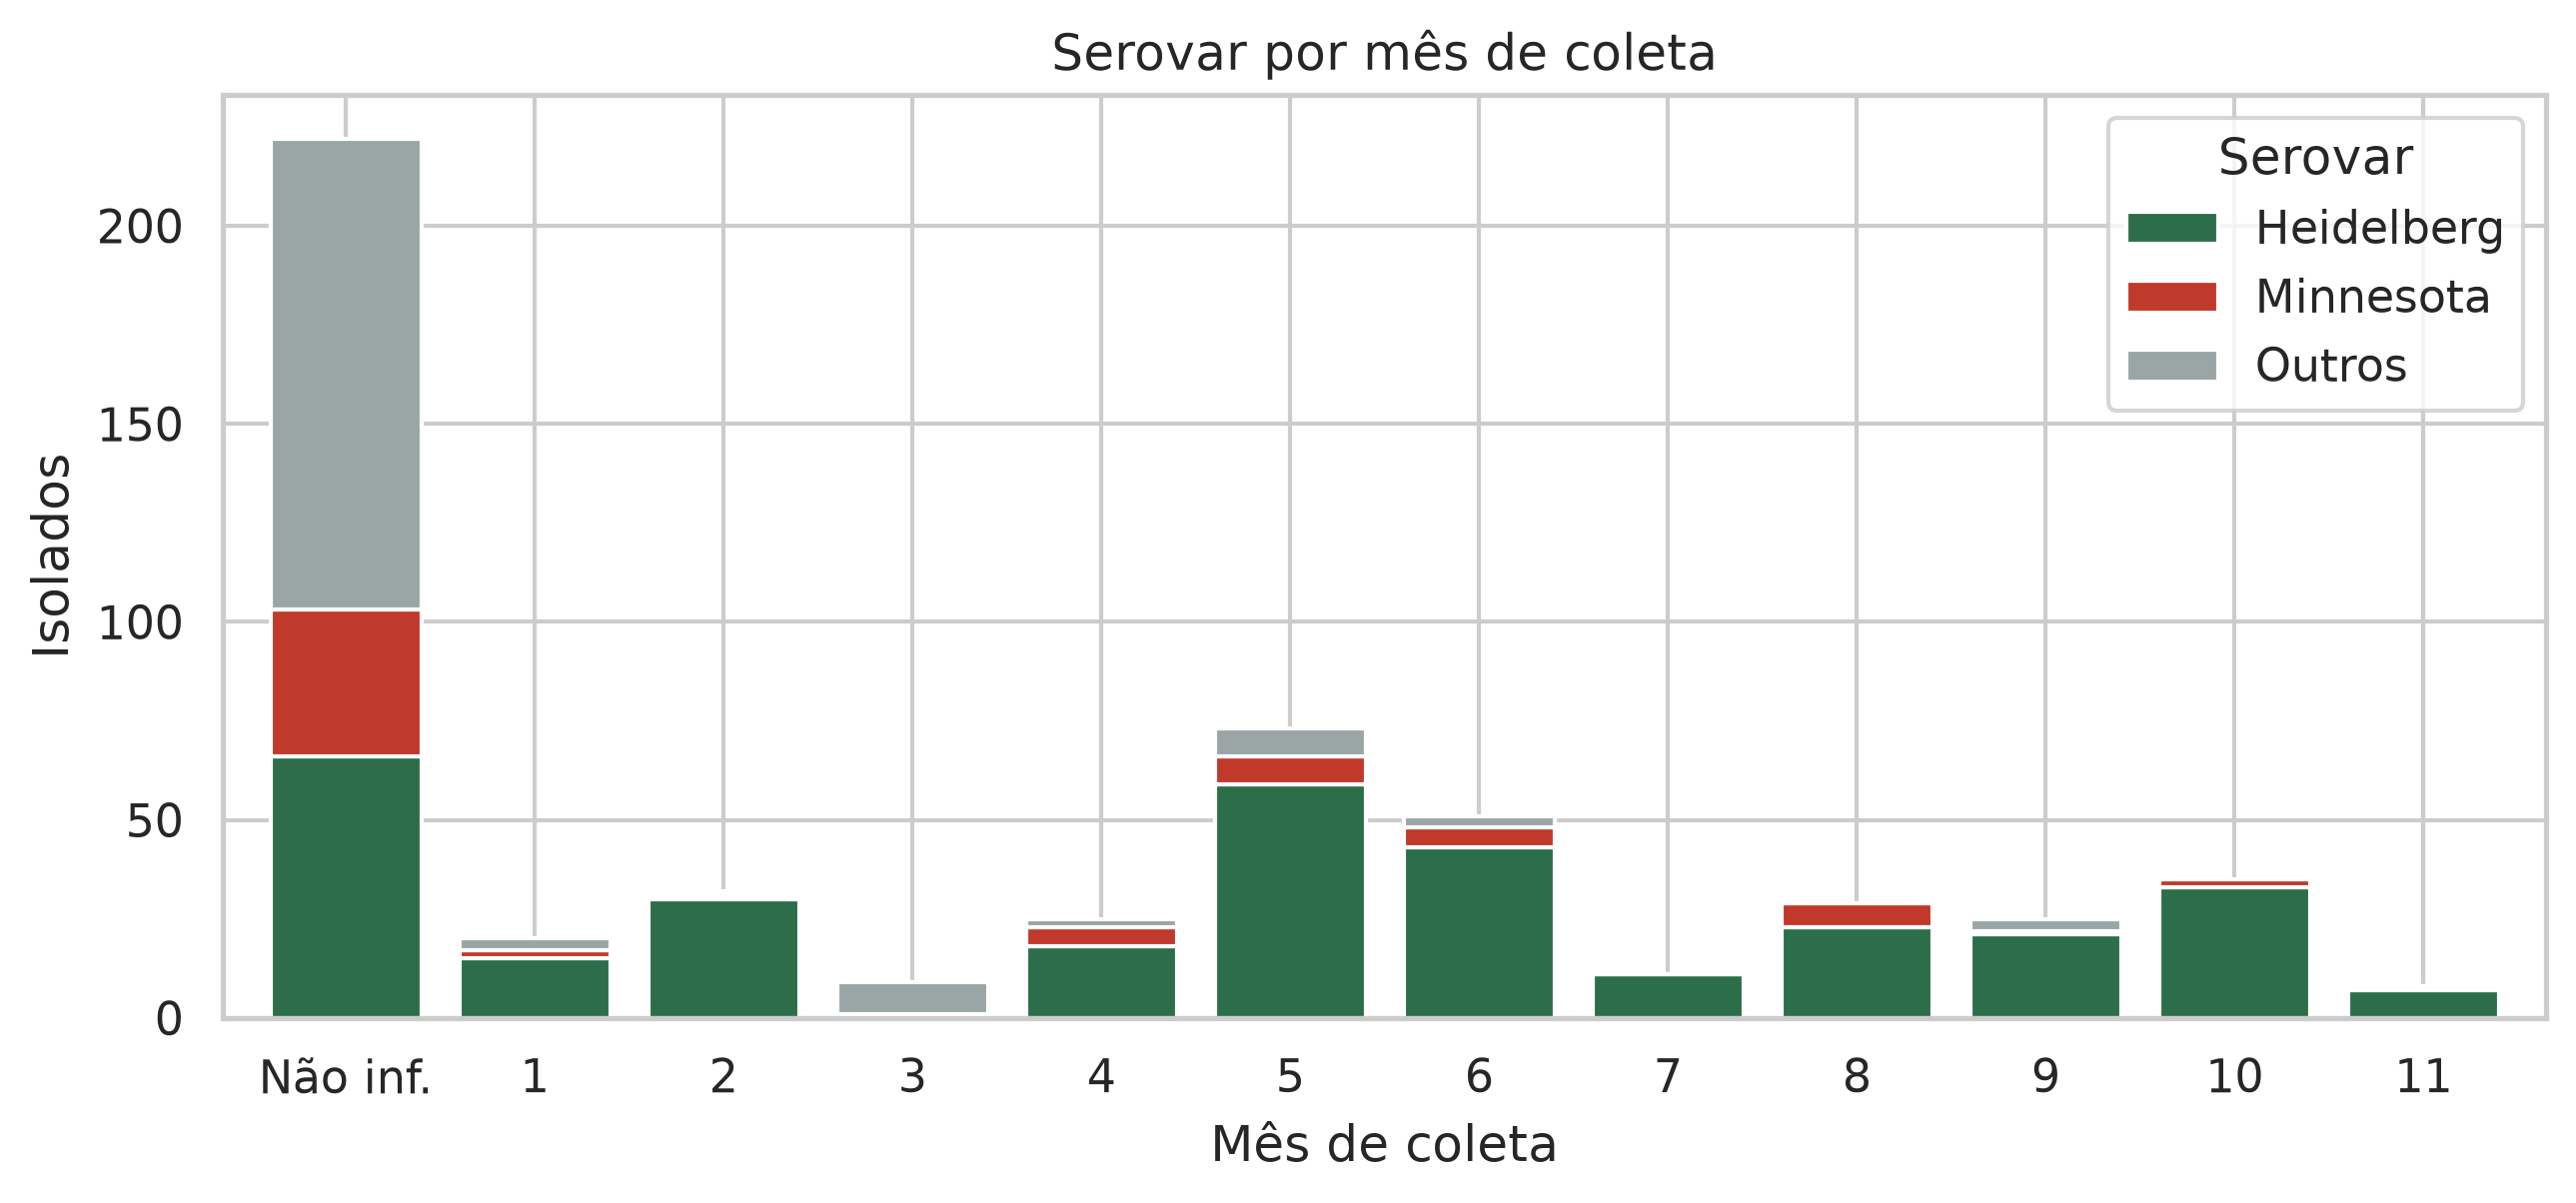 Serovar por mês de coleta
Serovar
Heidelberg
Minnesota
Outros
Isolados
200
150
100
50
0
Não inf. 1 2 3 4 5 6 7 8 9 10 11
Mês de coleta